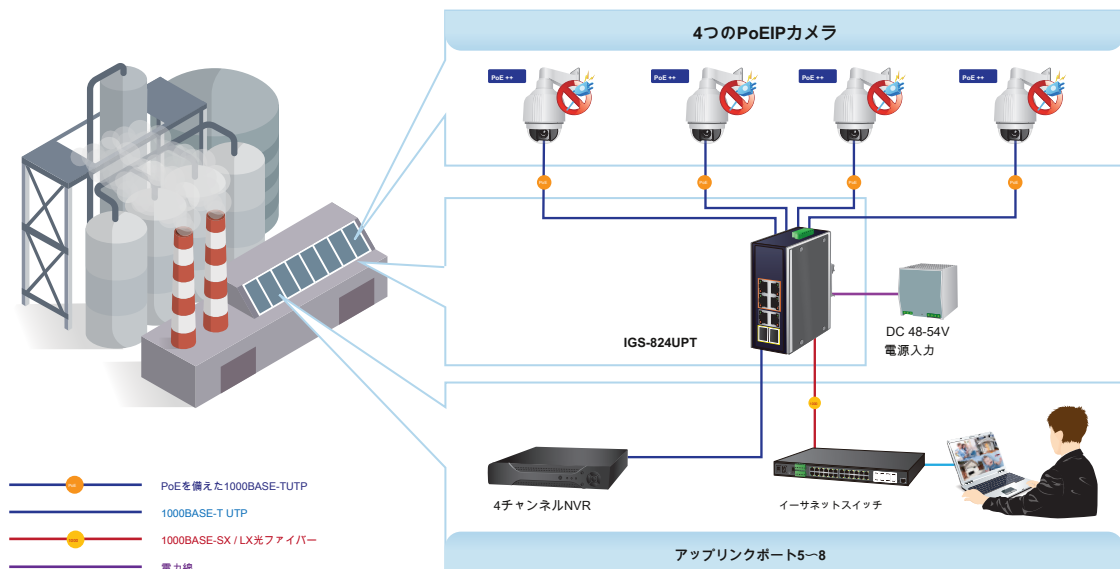 4つのPoEIPカメラ
PoE ++
PoE ++
PoE ++
PoE ++
PoE
PoE
PoE
PoE
IGS-824UPT
DC 48-54V
電源入力
4チャンネルNVR
イーサネットスイッチ
PoEを備えた1000BASE-TUTP
1000BASE-T UTP
1000BASE-SX / LX光ファイバー
電力線
アップリンクポート5〜8